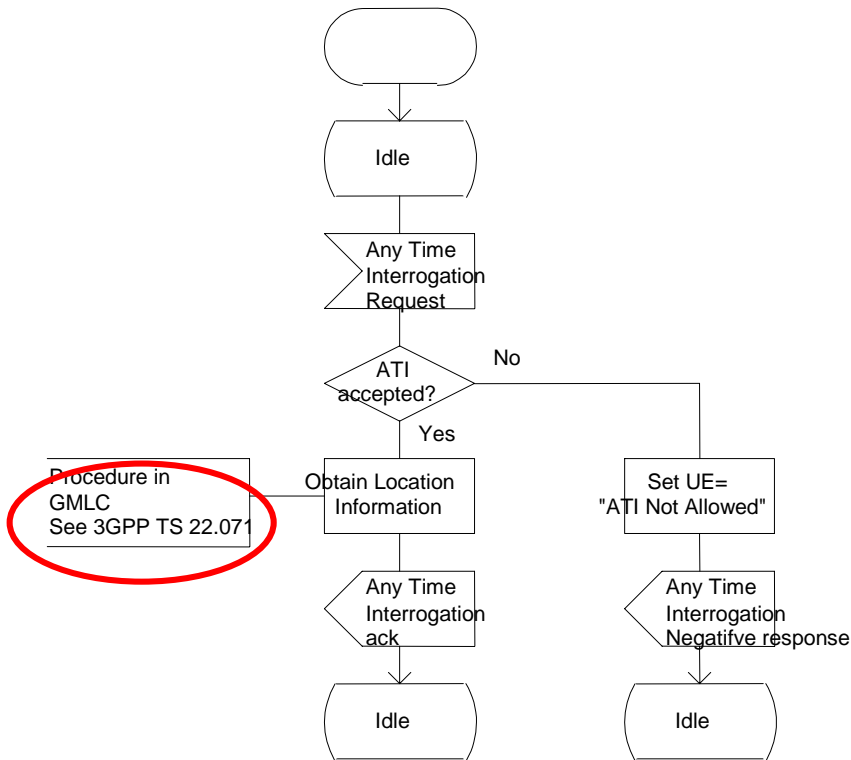 Idle
Any Time
Interrogation
Request
ATI
accepted?
No
Yes
Procedure in
GMLC
See 3GPP TS 22.071
Obtain Location
Information
Set UE=
"ATI Not Allowed"
Any Time
Interrogation
ack
Any Time
Interrogation
Negatifve response
Idle
Idle